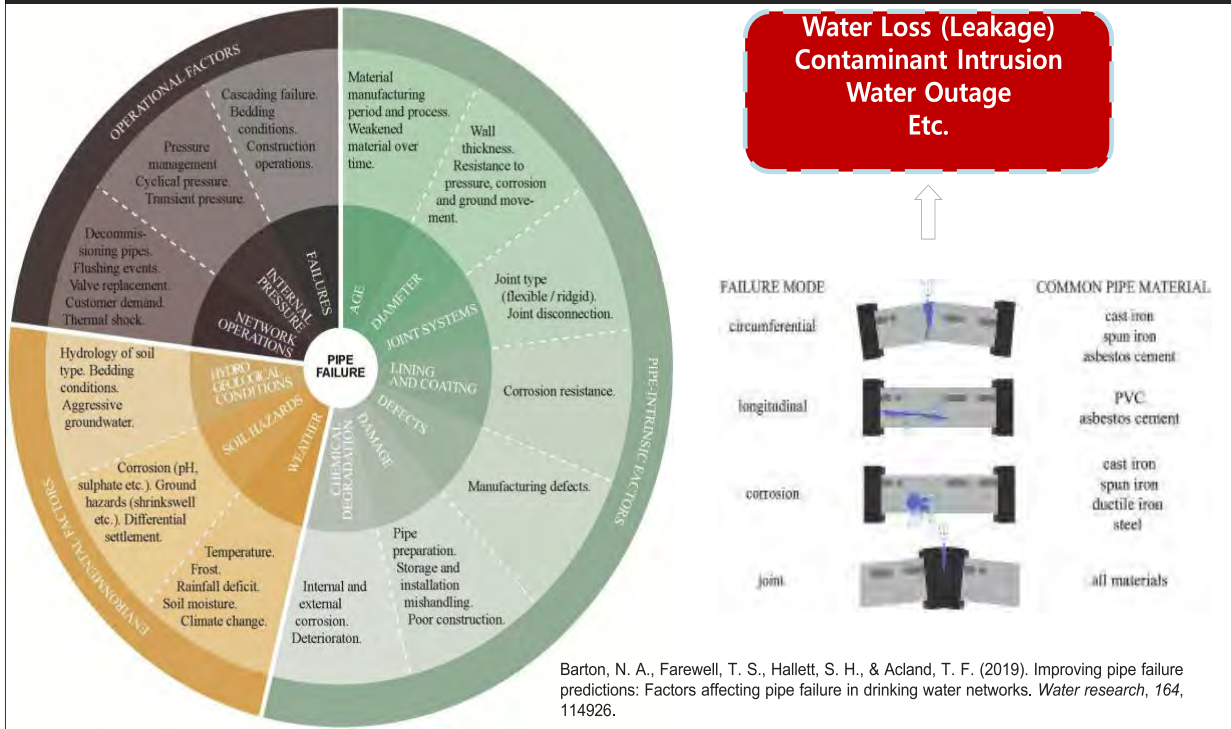 OPERATIONAL FACTORS
Cascading failure.
Bedding
conditions.
Construction
operations.
Pressure
management
Cyclical pressure.
Transient pressure.
Decommis-
sioning pipes.
Flushing events.
Valve replacement.
Customer demand.
Thermal shock.
FAILURES
INTERNAL
PRESSURE
NETWORK
OPERATIONS
PIPE
FAILURE
PIPE-INTRINSIC FACTORS
Material
manufacturing
period and process.
Weakened
material over
time.
Wall
thickness.
Resistance to
pressure, corrosion
and ground move-
ment.
Joint type
(flexible / ridgid).
Joint disconnection.
Corrosion resistance.
Manufacturing defects.
Pipe
preparation.
Storage and
installation
mishandling.
Poor construction.
Internal and
external
corrosion.
Deterioraton.
AGE
DIAMETER
JOINT SYSTEMS
LINING
AND COATING
DEFECTS
DAMAGE
CHEMICAL
DEGRADATION
ENVIRONMENTAL FACTORS
Hydrology of soil
type. Bedding
conditions.
Aggressive
groundwater.
Corrosion (pH,
sulphate etc.). Ground
hazards (shrinkswell
etc.). Differential
settlement.
Temperature.
Frost.
Rainfall deficit.
Soil moisture.
Climate change.
HYDRO
GEOLOGICAL
CONDITIONS
SOIL HAZARDS
WEATHER
Water Loss (Leakage)
Contaminant Intrusion
Water Outage
Etc.
FAILURE MODE
COMMON PIPE MATERIAL
circumferential
cast iron
spun iron
asbestos cement
longitudinal
PVC
asbestos cement
corrosion
cast iron
spun iron
ductile iron
steel
joint
all materials
Barton, N. A., Farewell, T. S., Hallett, S. H., & Acland, T. F. (2019). Improving pipe failure
predictions: Factors affecting pipe failure in drinking water networks. Water research, 164,
114926.